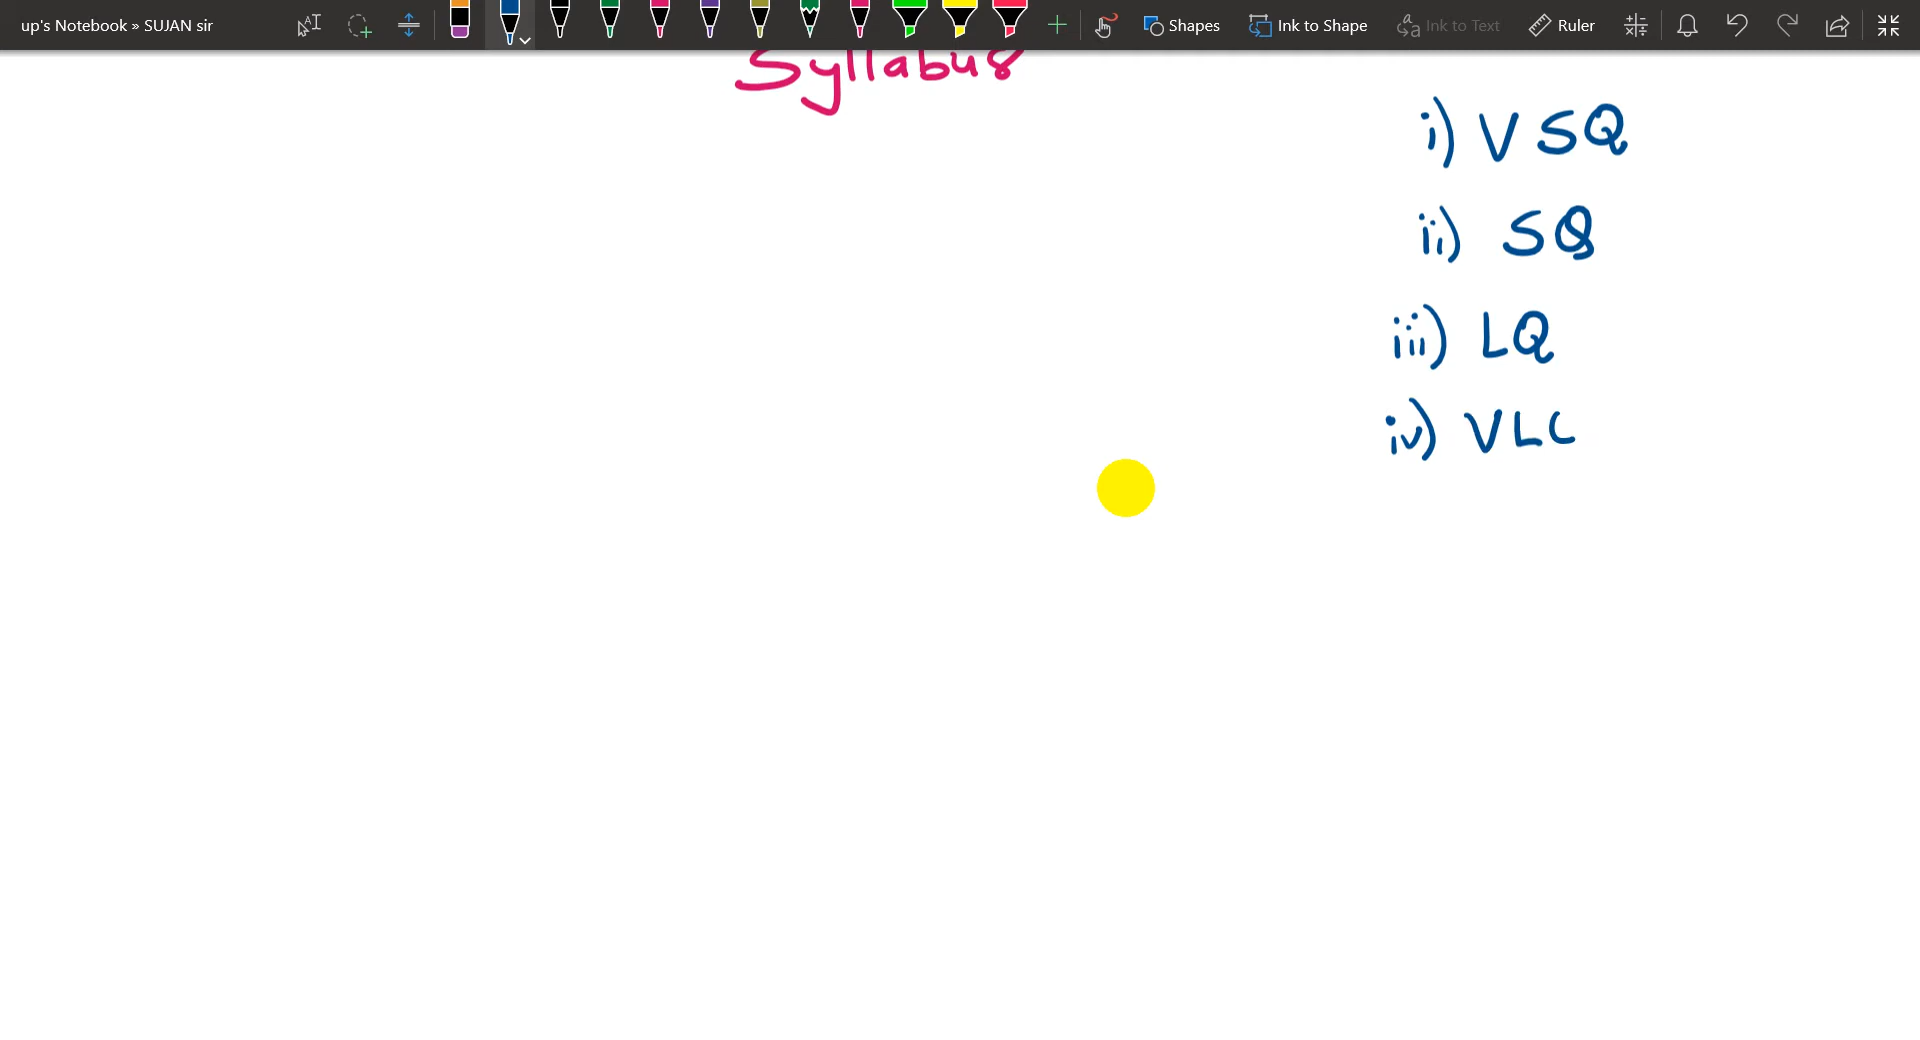 up's Notebook » SUJAN sir Shapes Ink to Shape Ink to Text Ruler
Syllabus
i) VSQ
ii) SQ
iii) LQ
iv) VLC